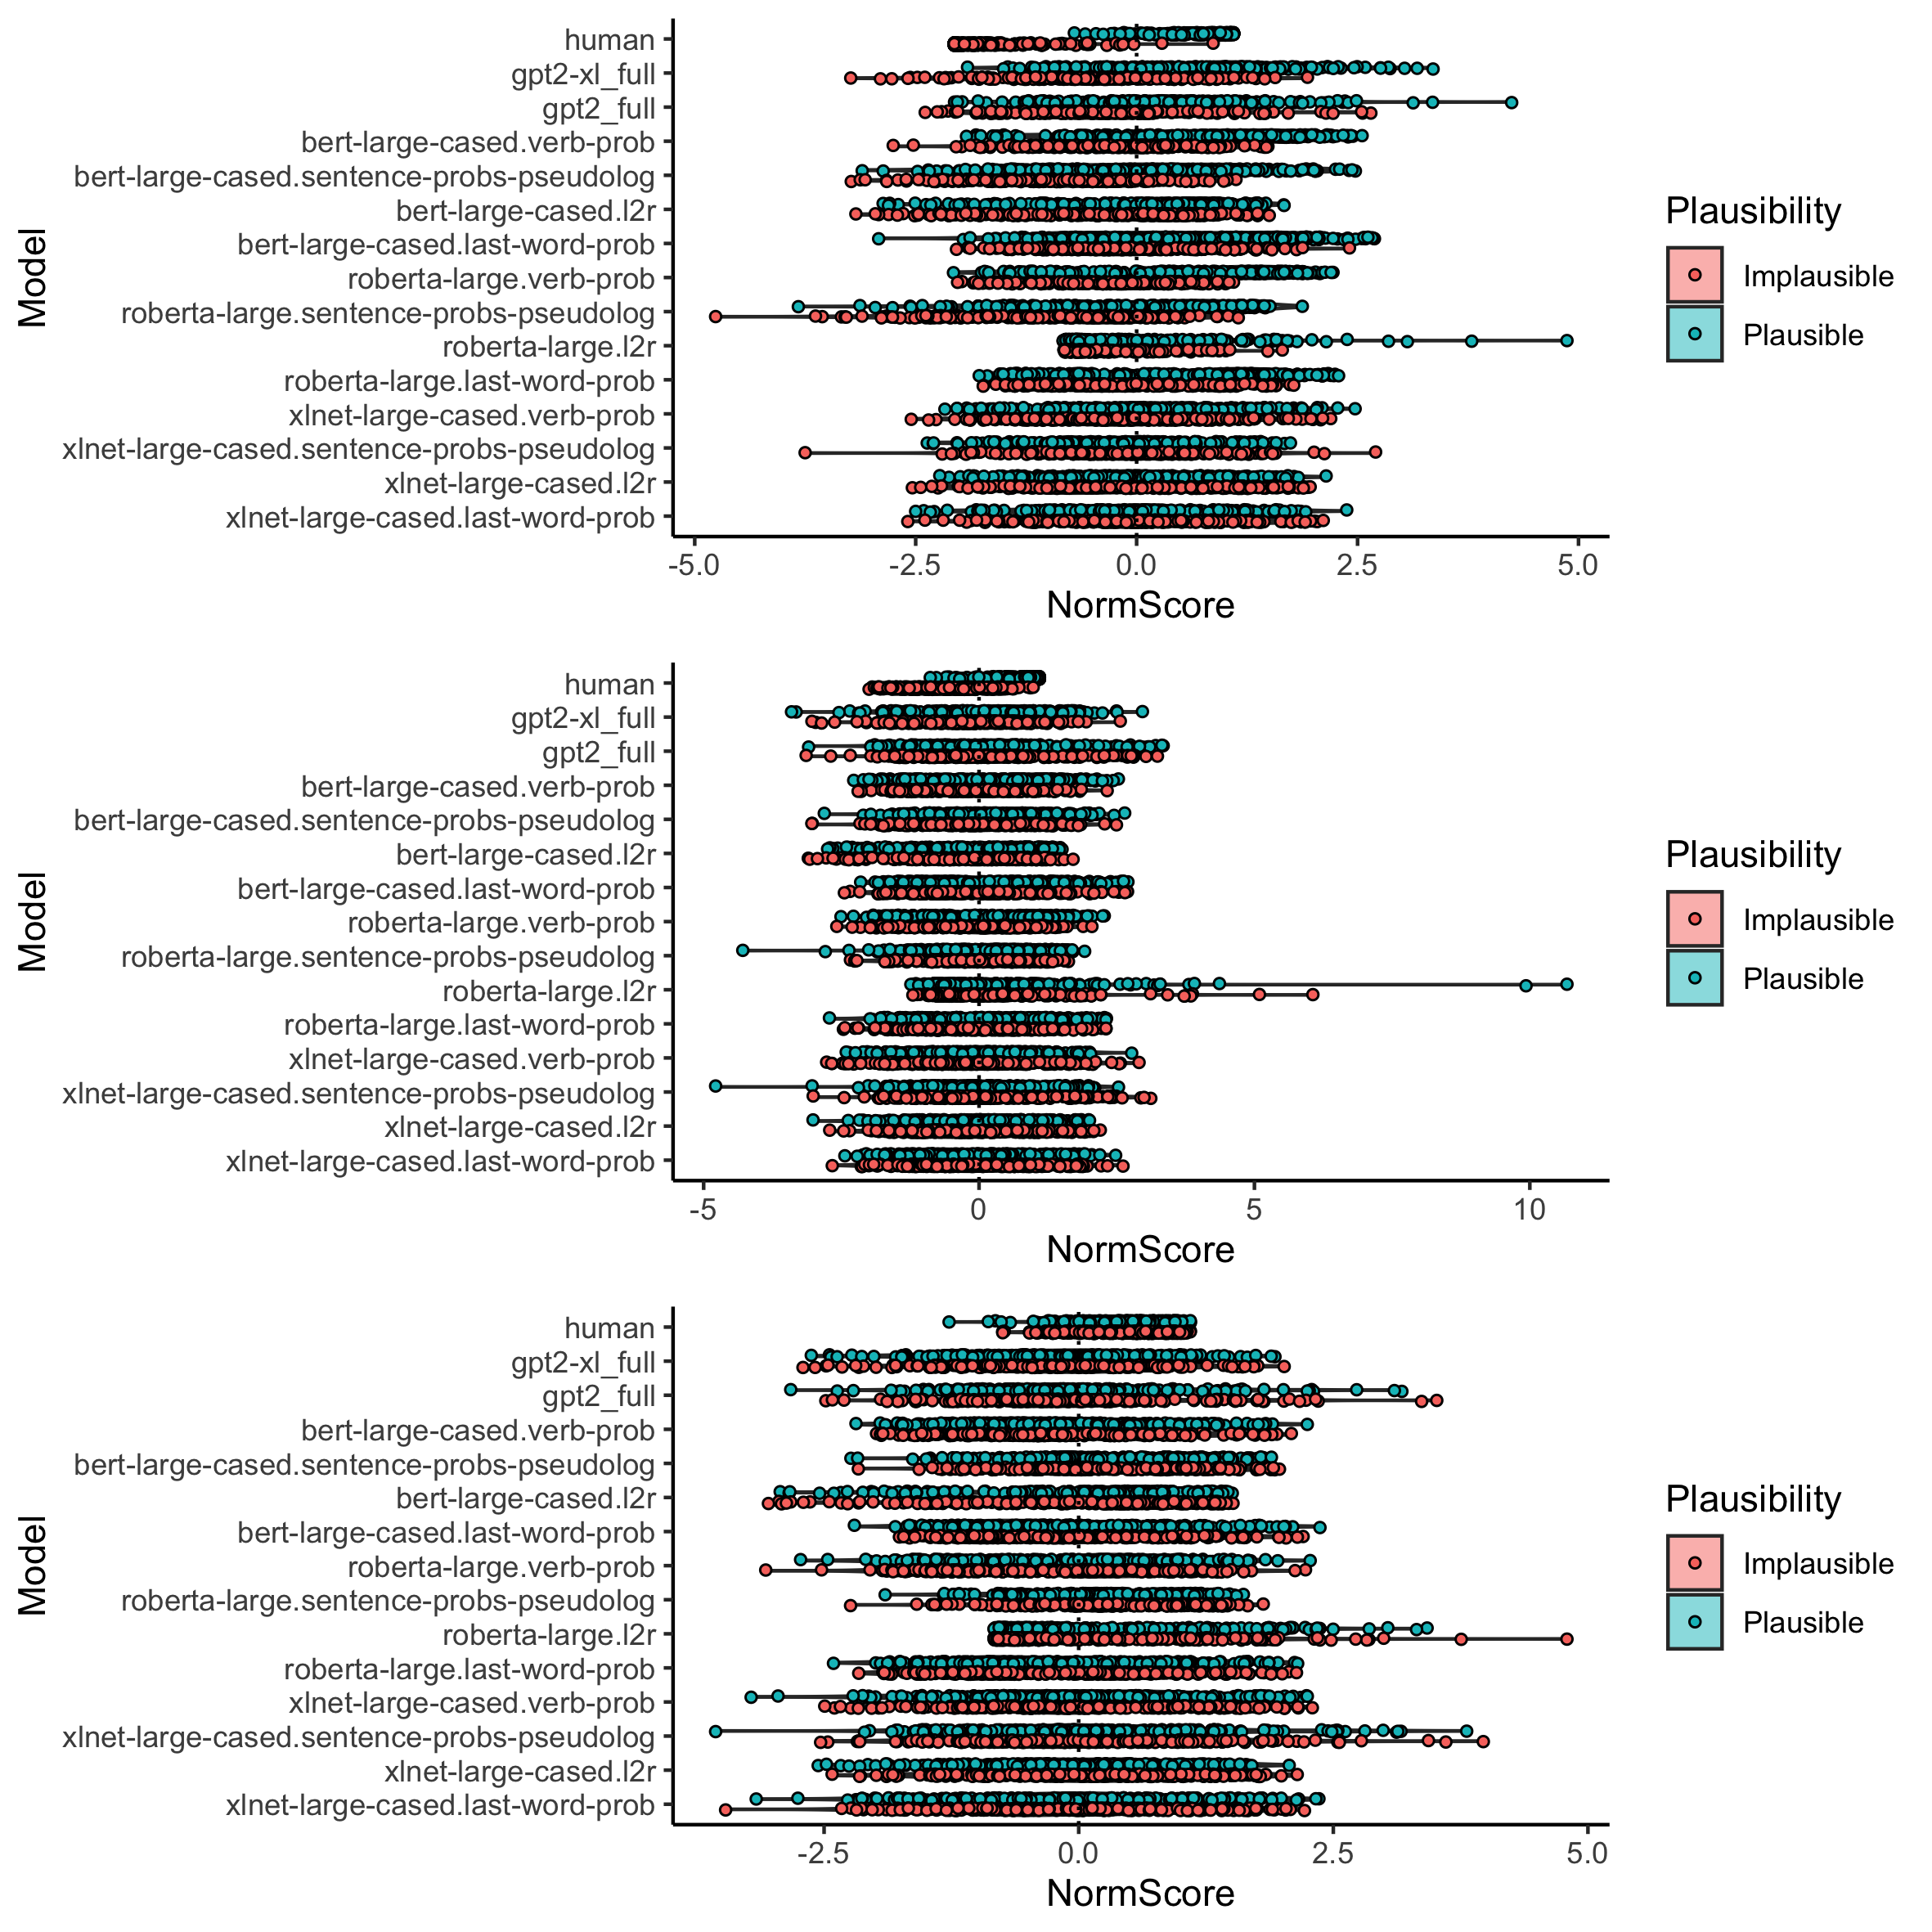 human
gpt2-xl_full
gpt2_full
bert-large-cased.verb-prob
bert-large-cased.sentence-probs-pseudolog
bert-large-cased.l2r
bert-large-cased.last-word-prob
roberta-large.verb-prob
roberta-large.sentence-probs-pseudolog
roberta-large.l2r
roberta-large.last-word-prob
xlnet-large-cased.verb-prob
xlnet-large-cased.sentence-probs-pseudolog
xlnet-large-cased.l2r
xlnet-large-cased.last-word-prob
Model
-5.0 -2.5 0.0 2.5 5.0
NormScore
Plausibility
Implausible
Plausible
human
gpt2-xl_full
gpt2_full
bert-large-cased.verb-prob
bert-large-cased.sentence-probs-pseudolog
bert-large-cased.l2r
bert-large-cased.last-word-prob
roberta-large.verb-prob
roberta-large.sentence-probs-pseudolog
roberta-large.l2r
roberta-large.last-word-prob
xlnet-large-cased.verb-prob
xlnet-large-cased.sentence-probs-pseudolog
xlnet-large-cased.l2r
xlnet-large-cased.last-word-prob
Model
-5 0 5 10
NormScore
Plausibility
Implausible
Plausible
human
gpt2-xl_full
gpt2_full
bert-large-cased.verb-prob
bert-large-cased.sentence-probs-pseudolog
bert-large-cased.l2r
bert-large-cased.last-word-prob
roberta-large.verb-prob
roberta-large.sentence-probs-pseudolog
roberta-large.l2r
roberta-large.last-word-prob
xlnet-large-cased.verb-prob
xlnet-large-cased.sentence-probs-pseudolog
xlnet-large-cased.l2r
xlnet-large-cased.last-word-prob
Model
-2.5 0.0 2.5 5.0
NormScore
Plausibility
Implausible
Plausible